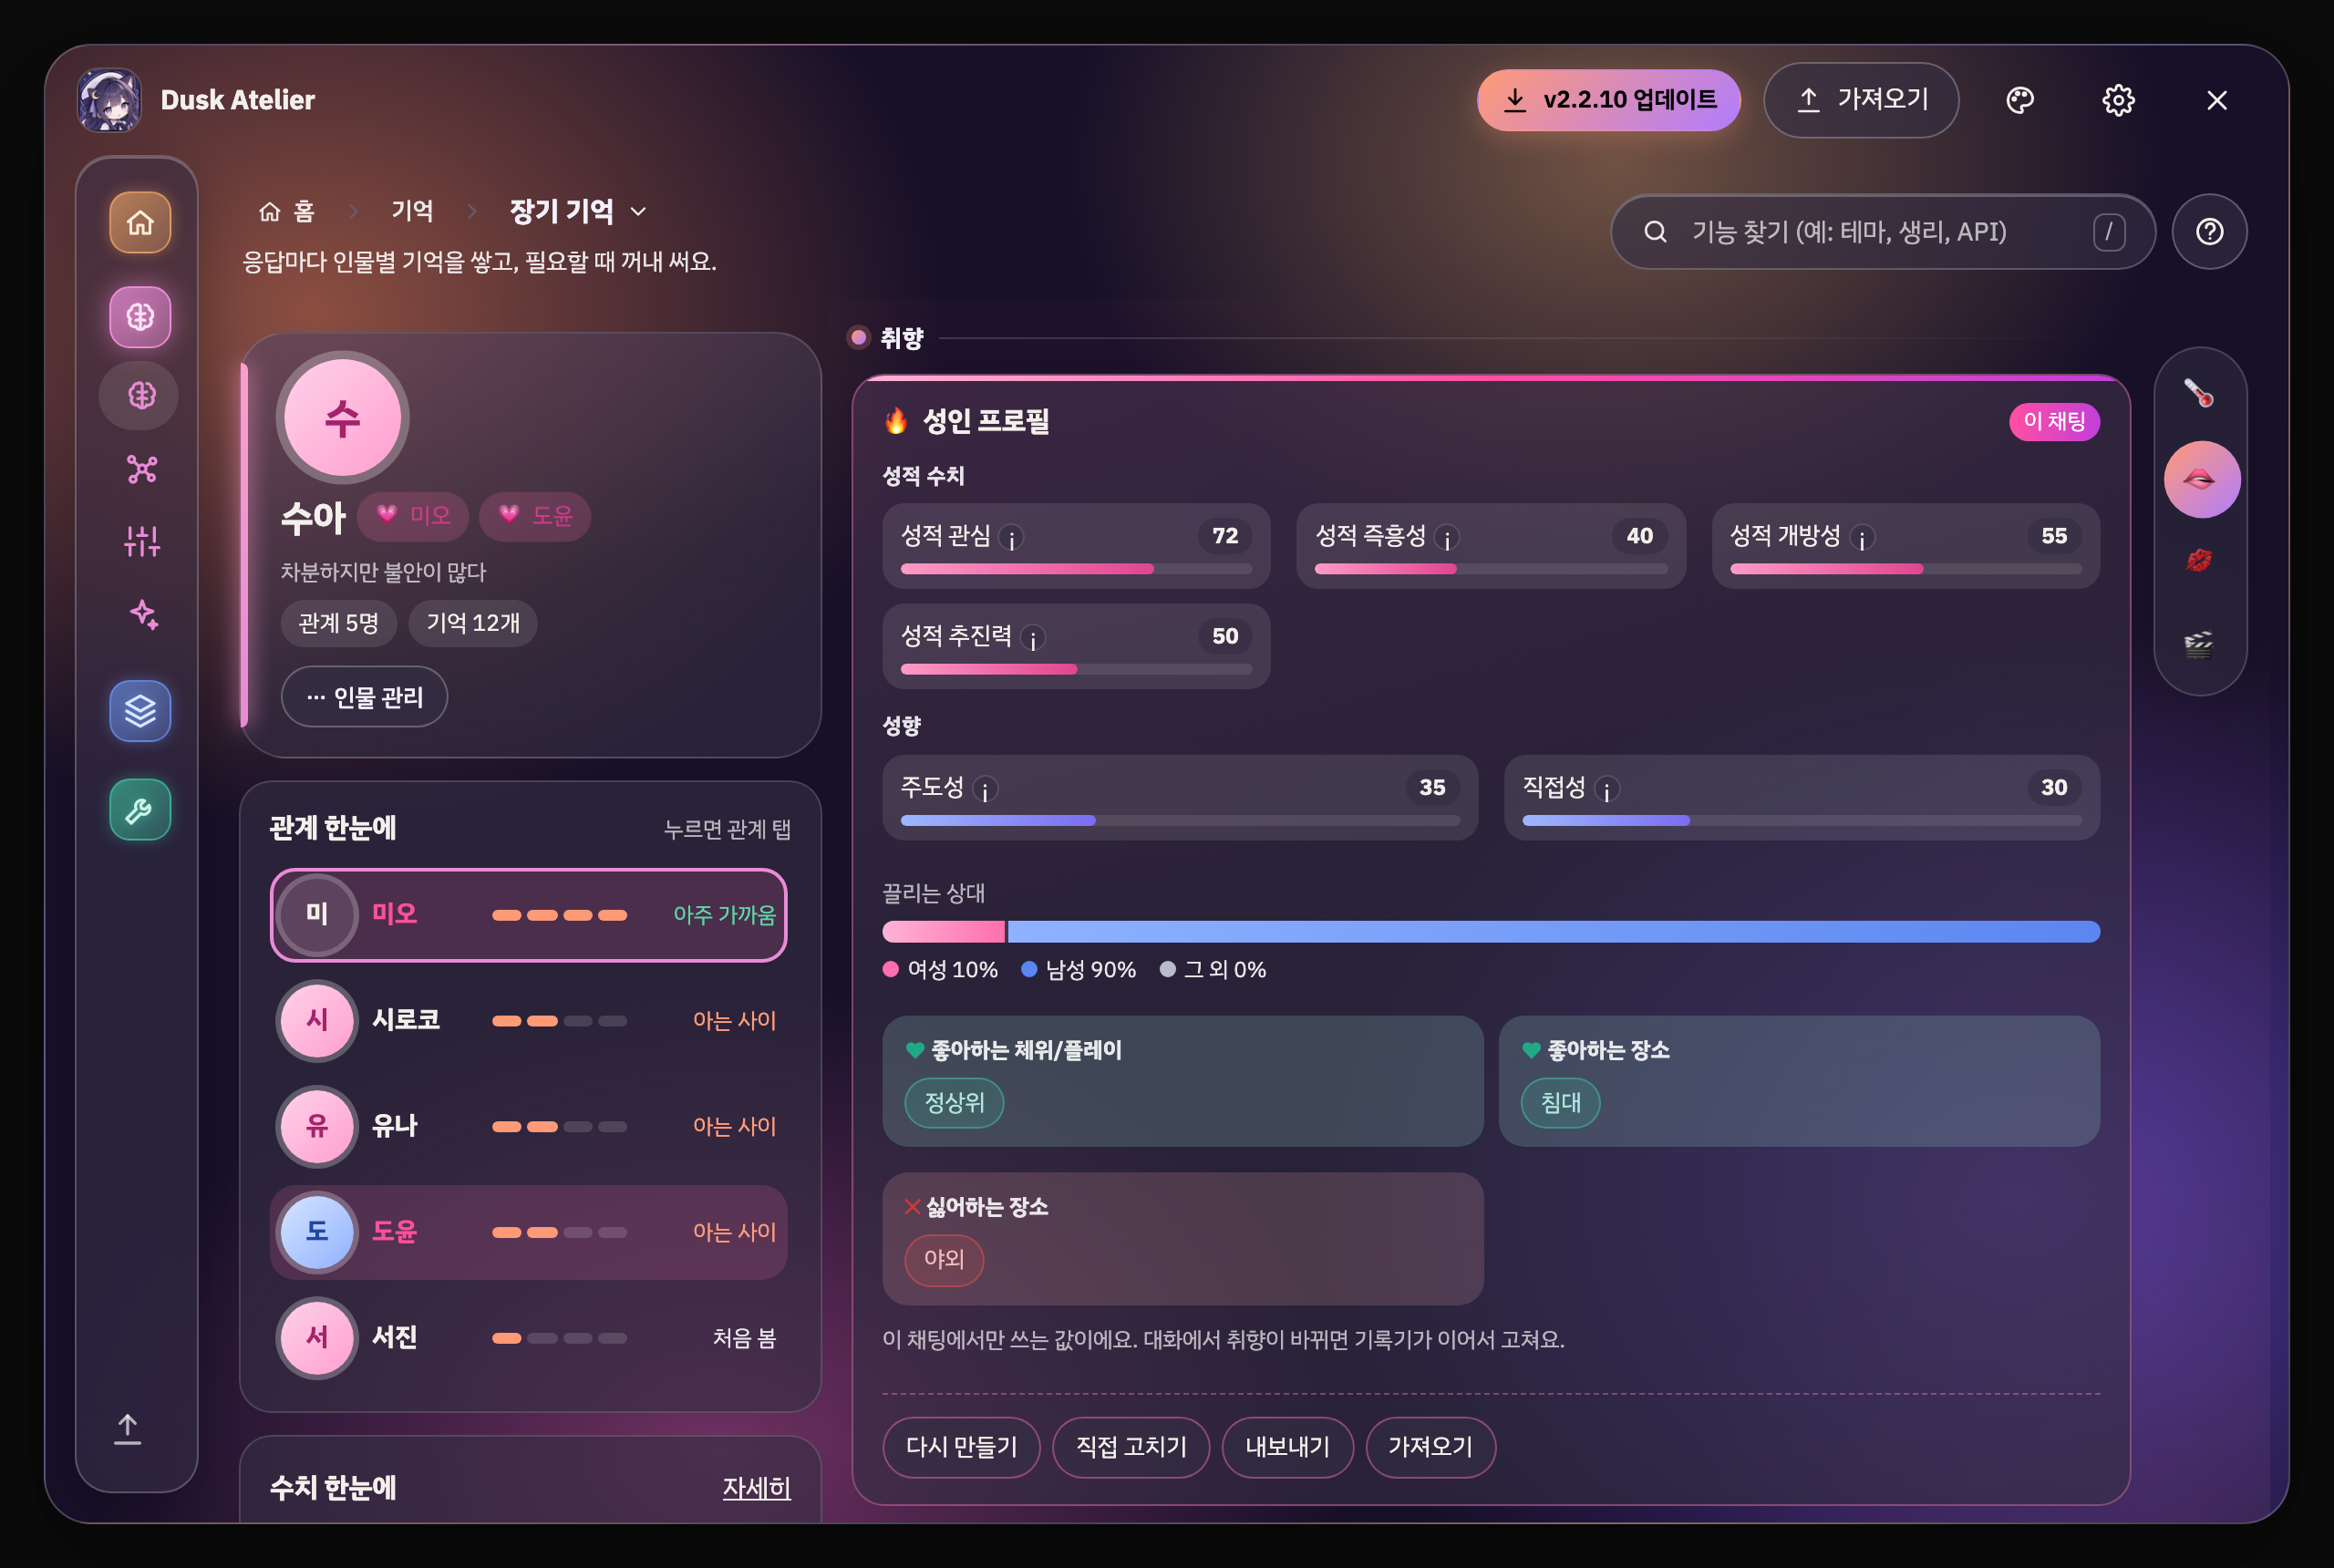 Dusk Atelier
v2.2.10 업데이트
가져오기
홈
기억
장기 기억
응답마다 인물별 기억을 쌓고, 필요할 때 꺼내 써요.
기능 찾기 (예: 테마, 생리, API)
/
수
수아
미오
도윤
차분하지만 불안이 많다
관계 5명
기억 12개
··· 인물 관리
관계 한눈에
누르면 관계 탭
미
미오
아주 가까움
시
시로코
아는 사이
유
유나
아는 사이
도
도윤
아는 사이
서
서진
처음 봄
수치 한눈에
자세히
취향
성인 프로필
이 채팅
성적 수치
성적 관심 i
72
성적 즉흥성 i
40
성적 개방성 i
55
성적 추진력 i
50
성향
주도성 i
35
직접성 i
30
끌리는 상대
여성 10%
남성 90%
그 외 0%
좋아하는 체위/플레이
정상위
좋아하는 장소
침대
싫어하는 장소
야외
이 채팅에서만 쓰는 값이에요. 대화에서 취향이 바뀌면 기록기가 이어서 고쳐요.
다시 만들기
직접 고치기
내보내기
가져오기